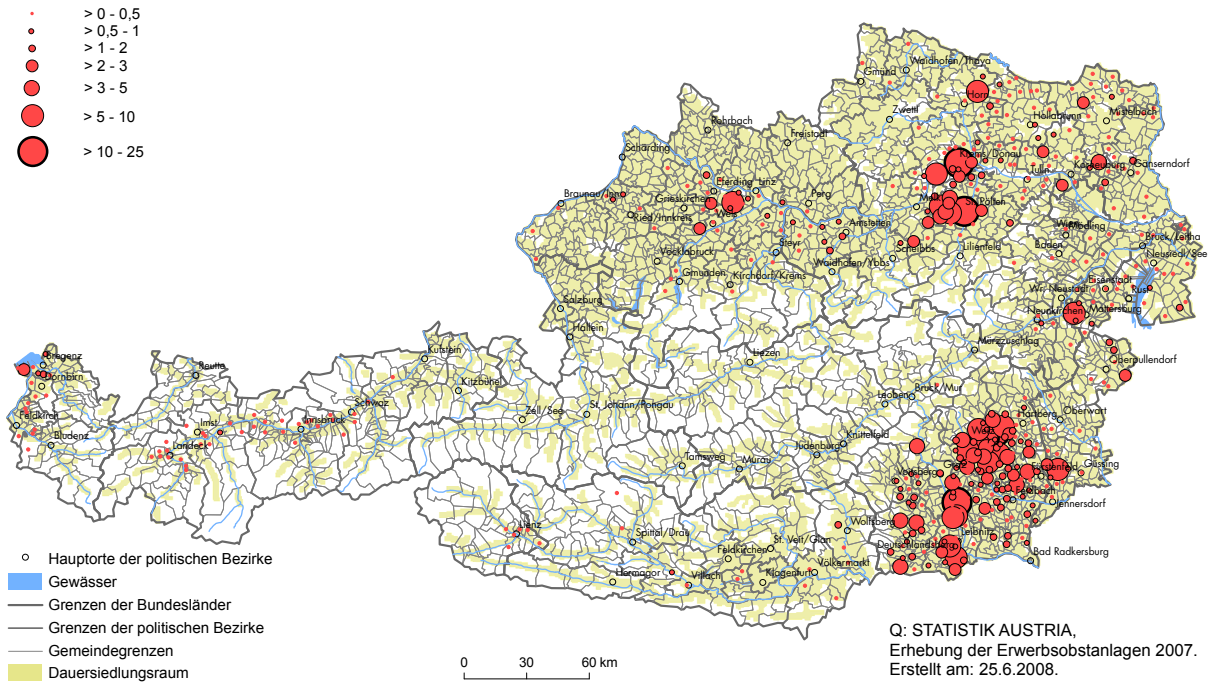 > 0 - 0,5
> 0,5 - 1
> 1 - 2
> 2 - 3
> 3 - 5
> 5 - 10
> 10 - 25
Waidhofen/Thaya
Gmünd
Horn
Zwettl
Hollabrunn
Mistelbach
Rohrbach
Freistadt
Schärding
Krems/Donau
Korneuburg
Gänserndorf
Tulln
Braunau/Inn
Eferding
Linz
Perg
Grieskirchen
Wels
Melk
St. Pölten
Ried/Innkreis
Amstetten
Wien
Mödling
Steyr
Scheibbs
Lilienfeld
Baden
Bruck/Leitha
Vöcklabruck
Waidhofen/Ybbs
Neusiedl/See
Gmunden
Kirchdorf/Krems
Eisenstadt
Wr. Neustadt
Rust
Salzburg
Neunkirchen
Mattersburg
Hallein
Mürzzuschlag
Bregenz
Kufstein
Liezen
Oberpullendorf
Reutte
Dornbirn
Kitzbühel
Bruck/Mur
Leoben
Schwaz
Zell/See
St. Johann/Pongau
Hartberg
Oberwart
Feldkirch
Imst
Innsbruck
Weiz
Bludenz
Landeck
Knittelfeld
Judenburg
Tamsweg
Murau
Graz
Voitsberg
Fürstenfeld
Güssing
Feldbach
Jennersdorf
Lienz
Wolfsberg
Spittal/Drau
St. Veit/Glan
Leibnitz
Deutschlandsberg
Feldkirchen
Bad Radkersburg
Hermagor
Villach
Klagenfurt
Völkermarkt
Hauptorte der politischen Bezirke
Gewässer
Grenzen der Bundesländer
Grenzen der politischen Bezirke
Gemeindegrenzen
Dauersiedlungsraum
0 30 60 km
Q: STATISTIK AUSTRIA,
Erhebung der Erwerbsobstanlagen 2007.
Erstellt am: 25.6.2008.